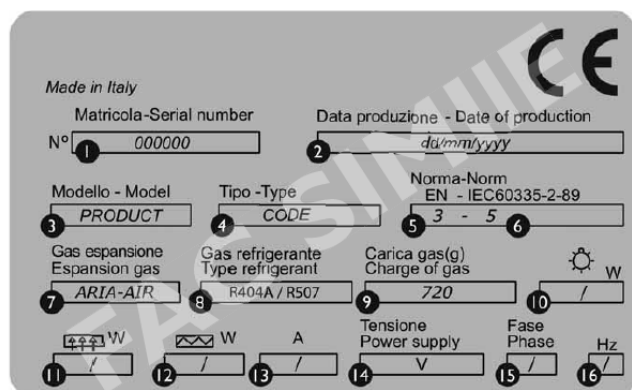 CE
Made in Italy
Matricola-Serial number
Data produzione - Date of production
Nº 1 000000
2 dd/mm/yyyy
Modello - Model
Tipo -Type
Norma-Norm
EN - IEC60335-2-89
3 PRODUCT
4 CODE
5 3 - 5 6
Gas espansione
Espansion gas
Gas refrigerante
Type refrigerant
Carica gas(g)
Charge of gas
W
7 ARIA-AIR
8 R404A / R507
9 720
10 /
W
W
A
Tensione
Power supply
Fase
Phase
Hz
11 /
12 /
13 /
14 V
15 /
16 /
FAC SIMILE